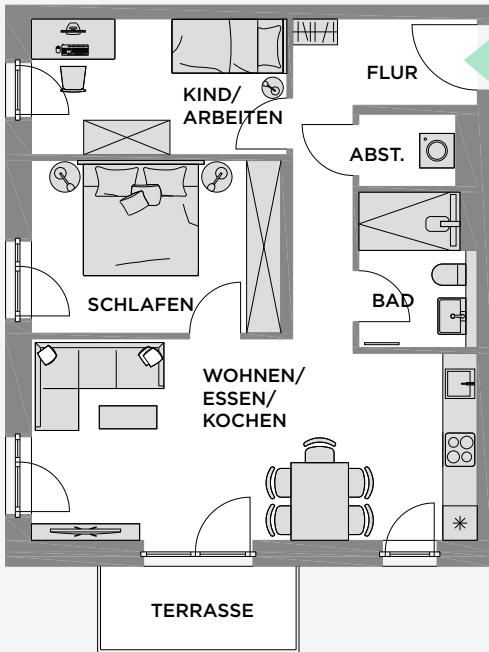 FLUR
KIND/
ARBEITEN
ABST.
SCHLAFEN
BAD
WOHNEN/
ESSEN/
KOCHEN
TERRASSE